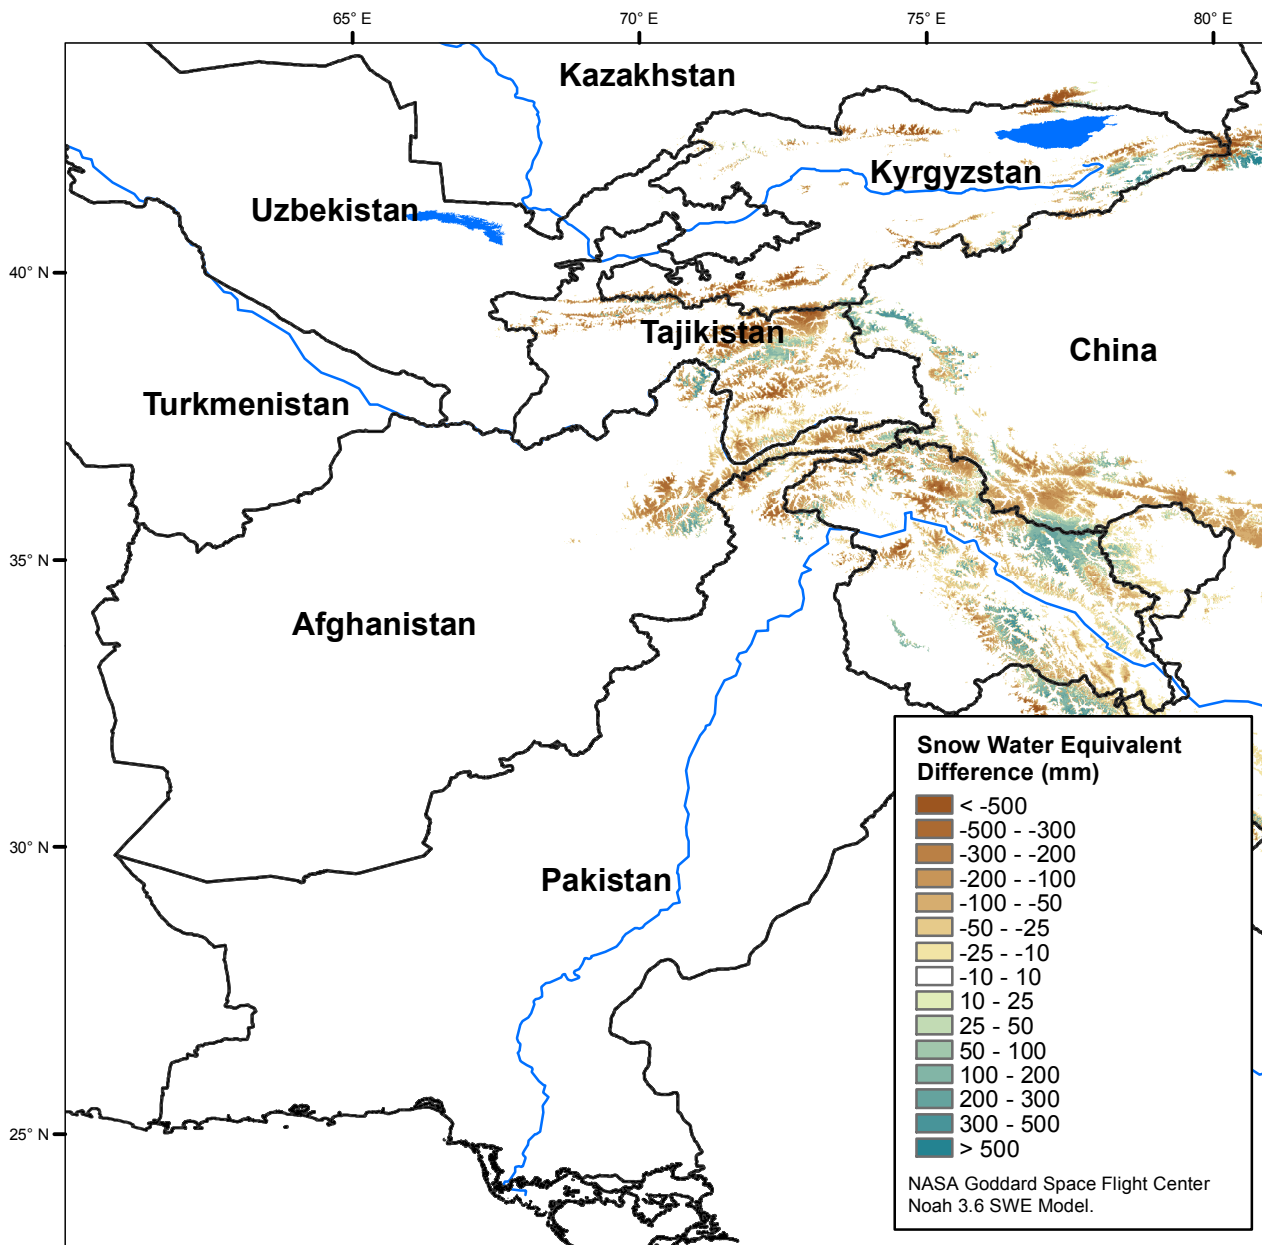 65° E
70° E
75° E
80° E
Kazakhstan
Kyrgyzstan
Uzbekistan
40° N
Tajikistan
China
Turkmenistan
35° N
Afghanistan
Snow Water Equivalent
Difference (mm)
< -500
-500 - -300
-300 - -200
-200 - -100
-100 - -50
-50 - -25
-25 - -10
-10 - 10
10 - 25
25 - 50
50 - 100
100 - 200
200 - 300
300 - 500
> 500
NASA Goddard Space Flight Center
Noah 3.6 SWE Model.
30° N
Pakistan
25° N